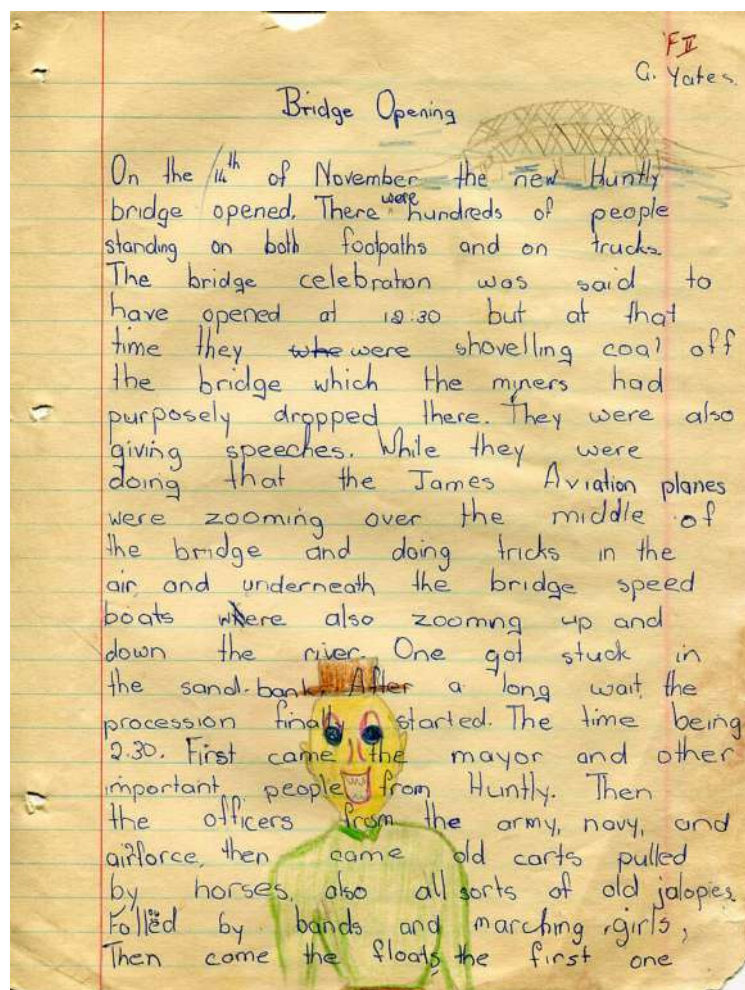 F II
G. Yates.
Bridge Opening
On the 14th of November the new Huntly
bridge opened. There were hundreds of people
standing on both footpaths and on trucks.
The bridge celebration was said to
have opened at 12:30 but at that
time they whe were shovelling coal off
the bridge which the miners had
purposely dropped there. They were also
giving speeches. While they were
doing that the James Aviation planes
were zooming over the middle of
the bridge and doing tricks in the
air, and underneath the bridge speed
boats where also zoomng up and
down the river. One got stuck in
the sand-bank. After a long wait, the
procession finally started. The time being
2.30. First came the mayor and other
important people from Huntly. Then
the officers from the army, navy, and
airforce, then came old carts pulled
by horses, also all sorts of old jalopies.
Folled by bands and marching girls,
Then come the floats, the first one